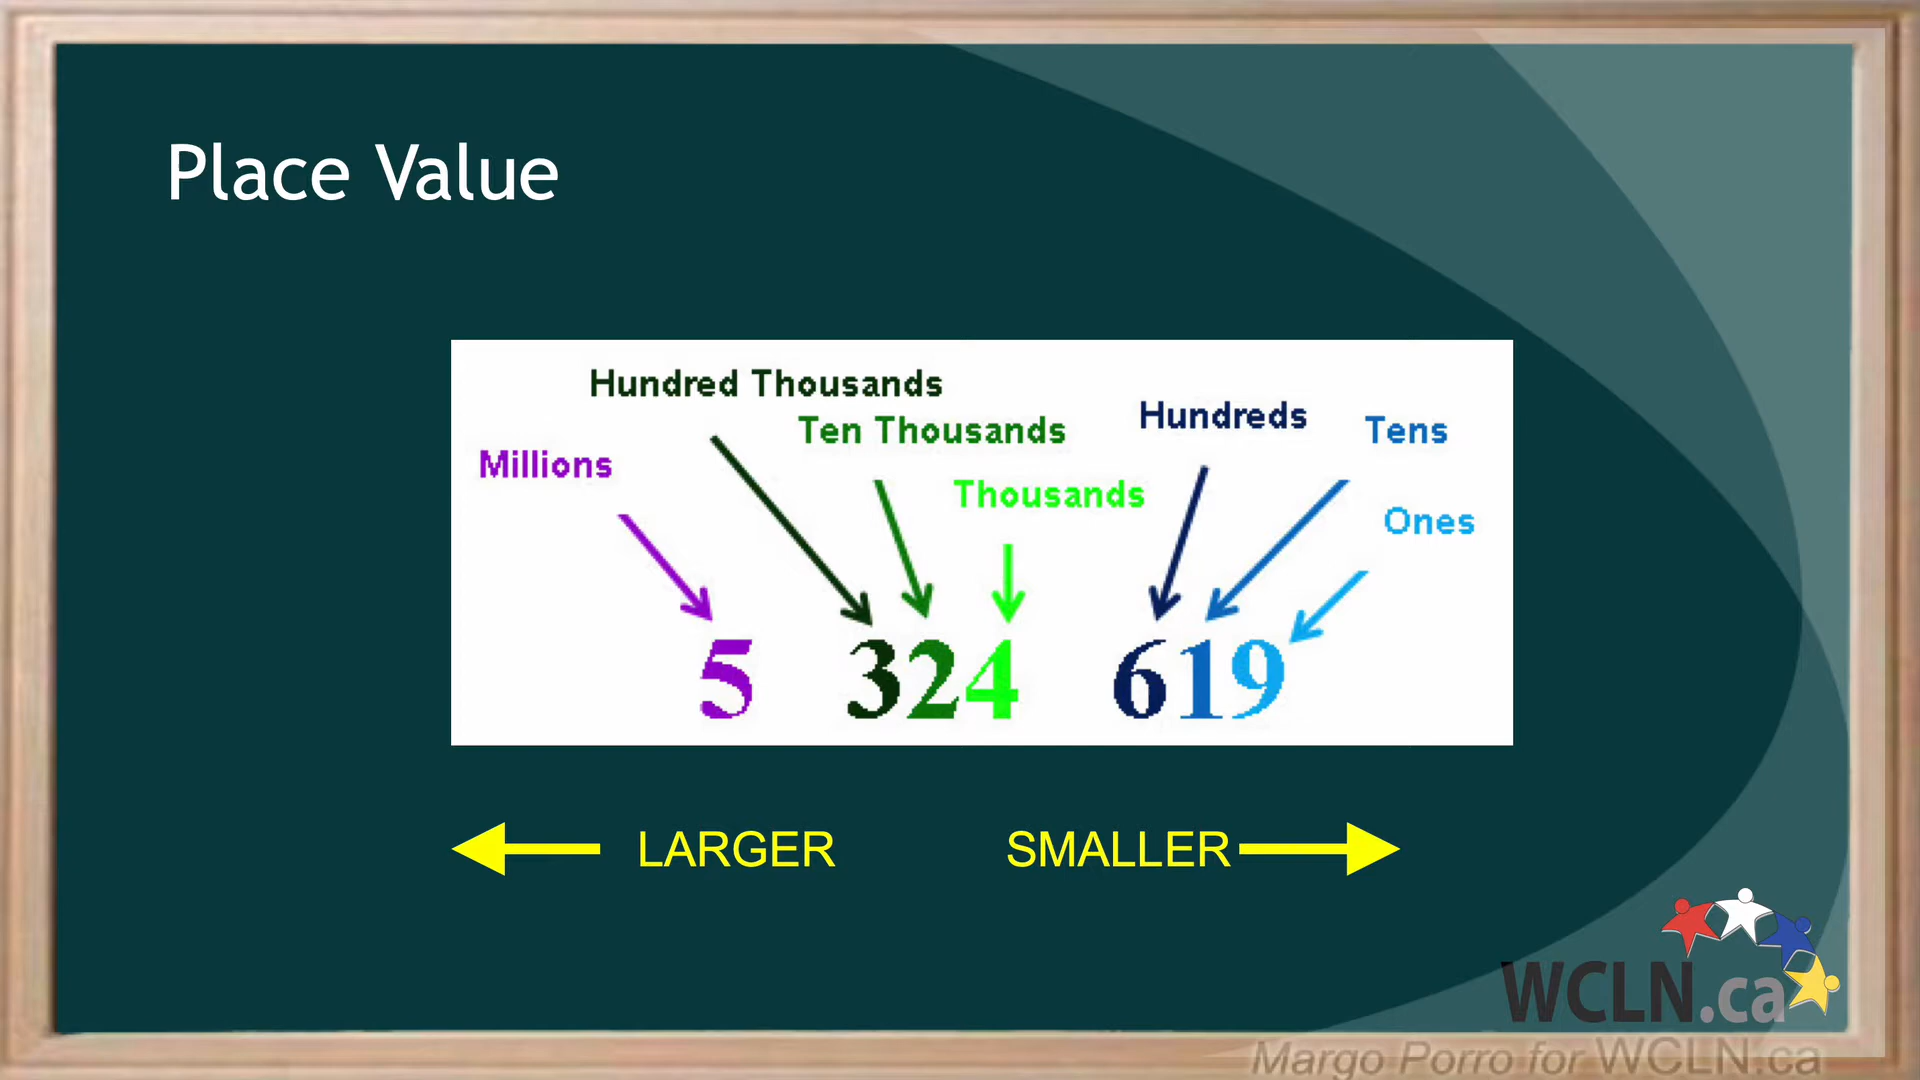 Place Value
Hundred Thousands
Ten Thousands
Hundreds
Tens
Millions
Thousands
Ones
5 324 619
LARGER SMALLER
WCLN.ca
Margo Porro for WCLN.ca